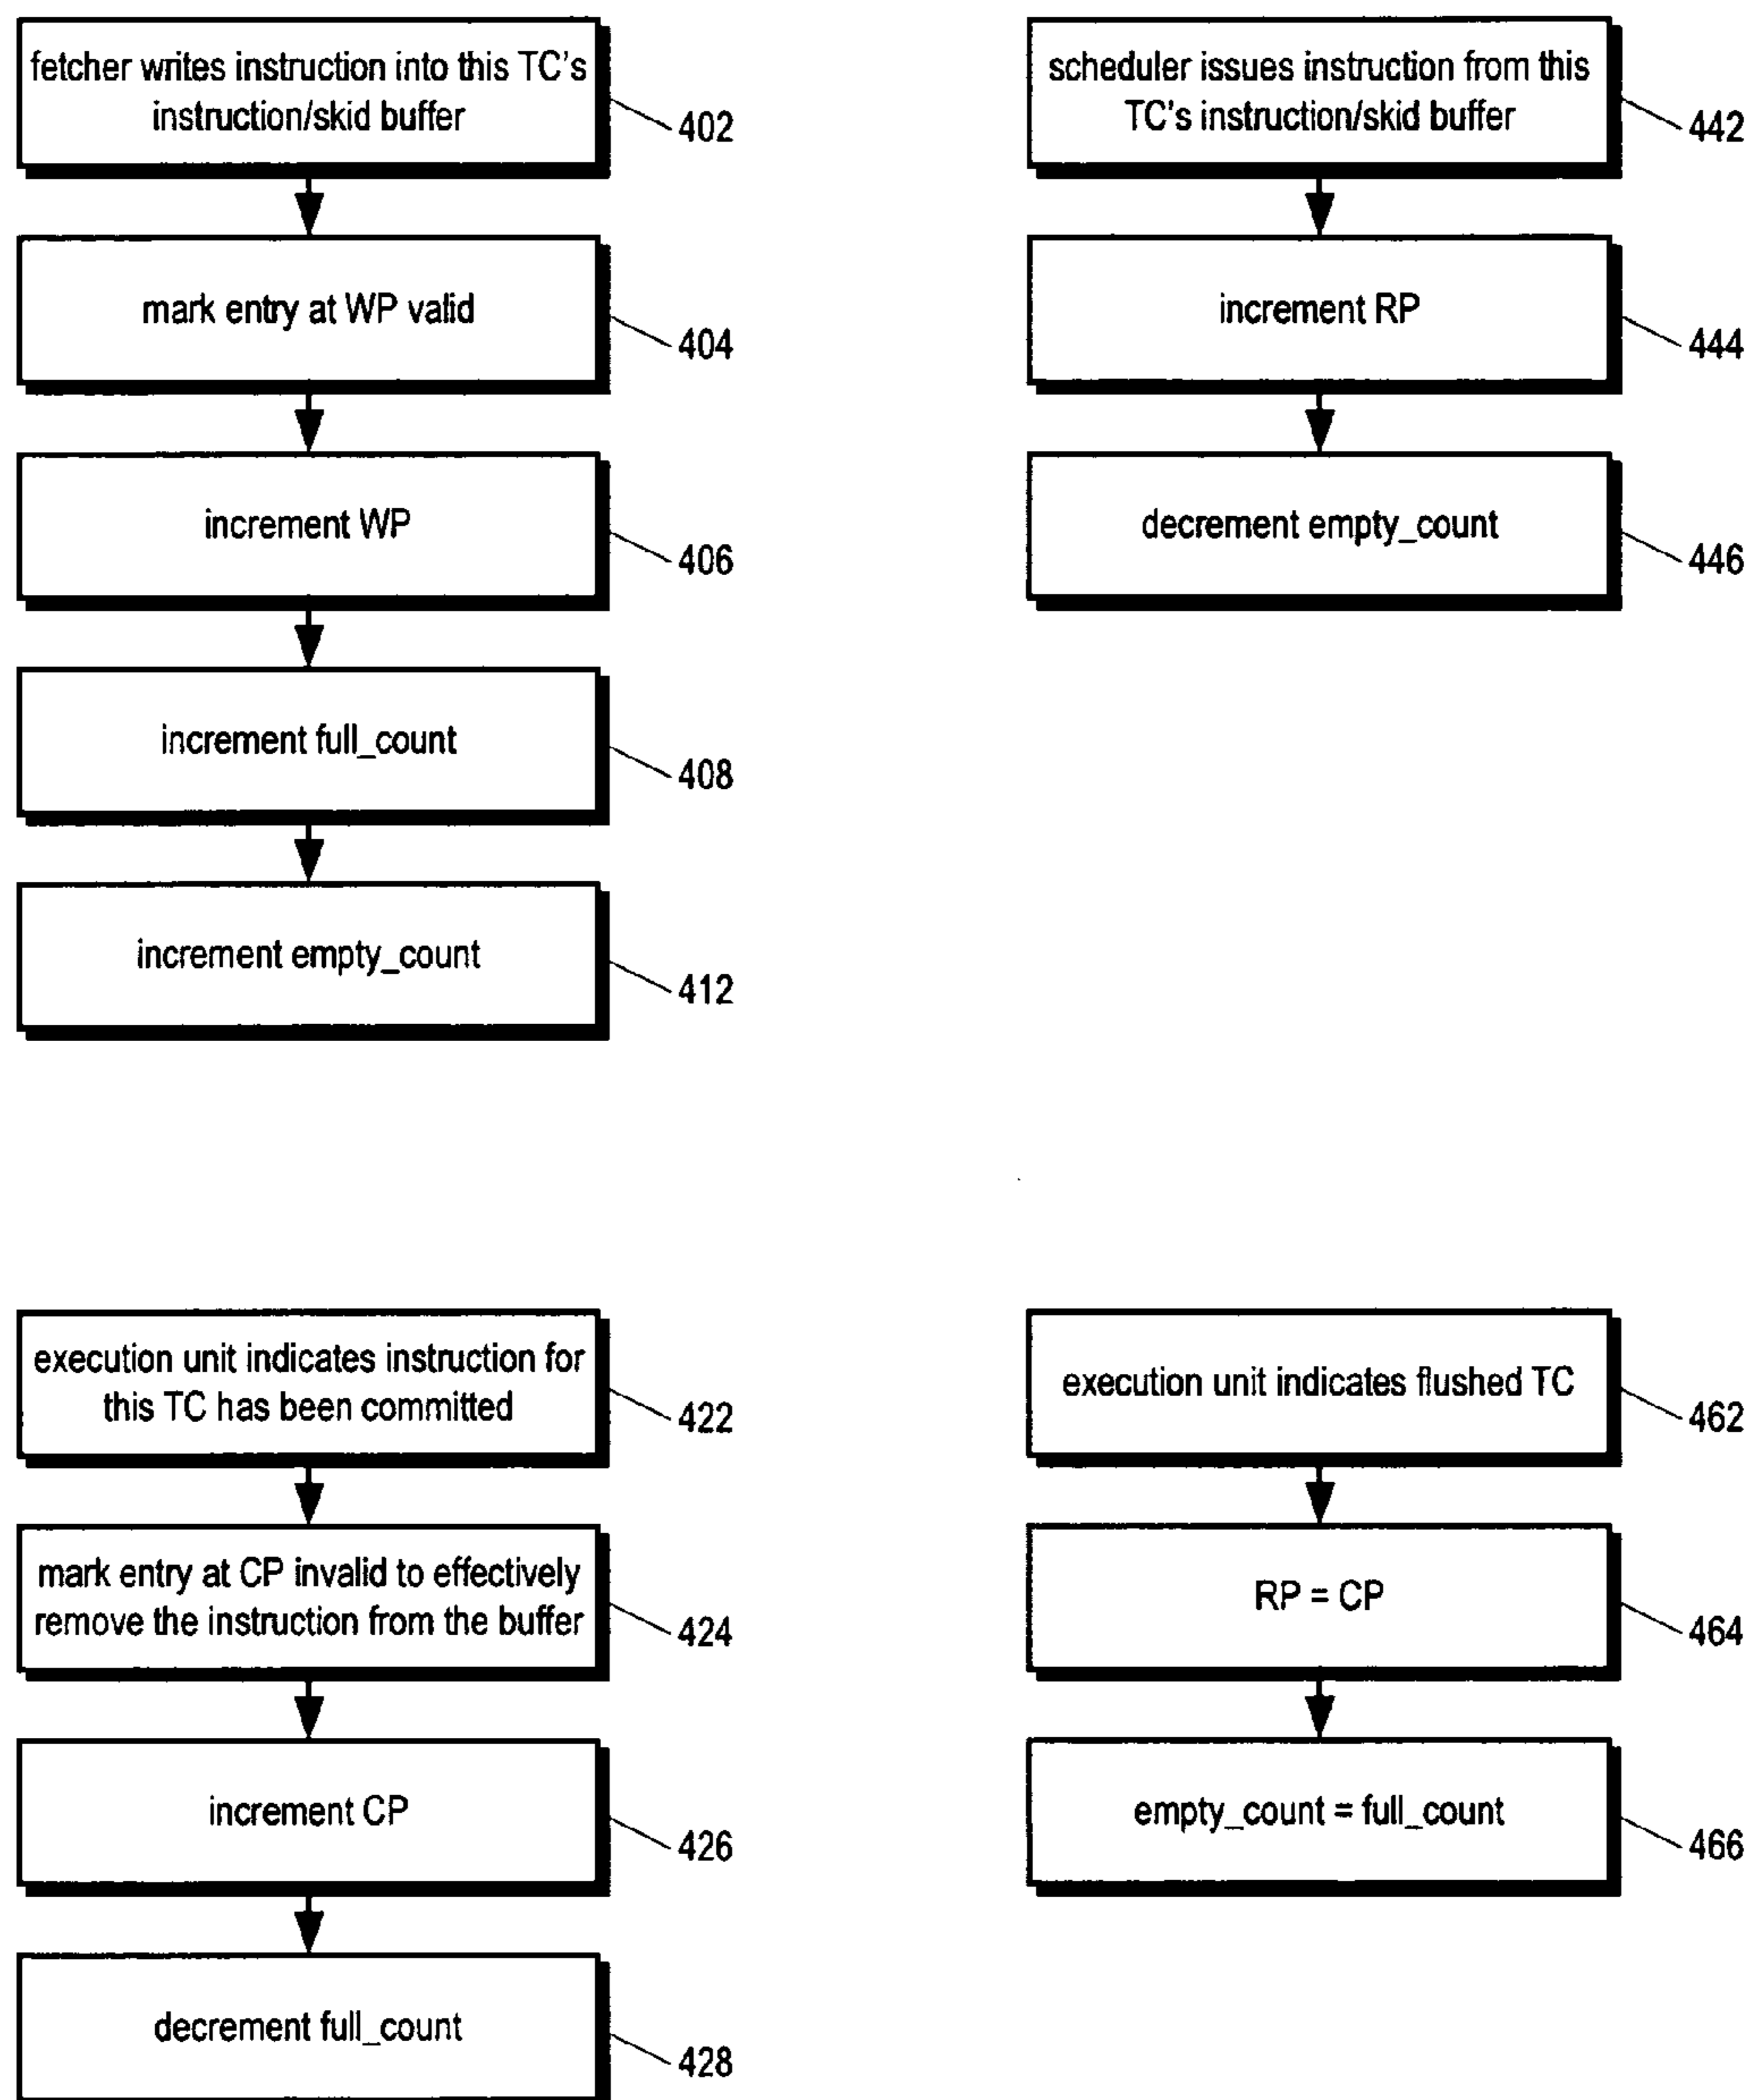 fetcher writes instruction into this TC's
instruction/skid buffer
402
mark entry at WP valid
404
increment WP
406
increment full_count
408
increment empty_count
412
scheduler issues instruction from this
TC's instruction/skid buffer
442
increment RP
444
decrement empty_count
446
execution unit indicates instruction for
this TC has been committed
422
mark entry at CP invalid to effectively
remove the instruction from the buffer
424
increment CP
426
decrement full_count
428
execution unit indicates flushed TC
462
RP = CP
464
empty_count = full_count
466